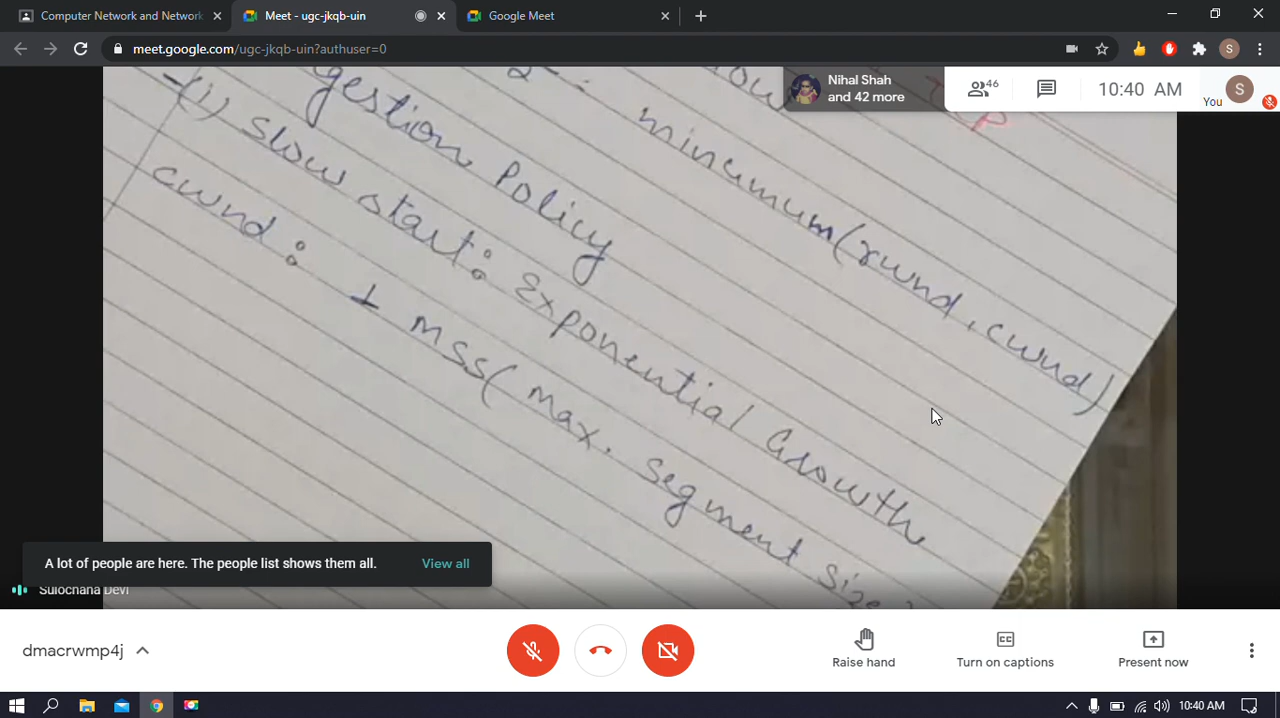 Computer Network and Network
Meet - ugc-jkqb-uin
Google Meet
meet.google.com/ugc-jkqb-uin?authuser=0
S
Nihal Shah
and 42 more
46
10:40 AM
You
S
minumum(rwnd, cwnd)
gestion Policy
(i) slow start: Exponential Growth
cwnd:
1 mss( max. segment size)
A lot of people are here. The people list shows them all.
View all
Sulochana Devi
dmacrwmp4j
Raise hand
Turn on captions
Present now
10:40 AM